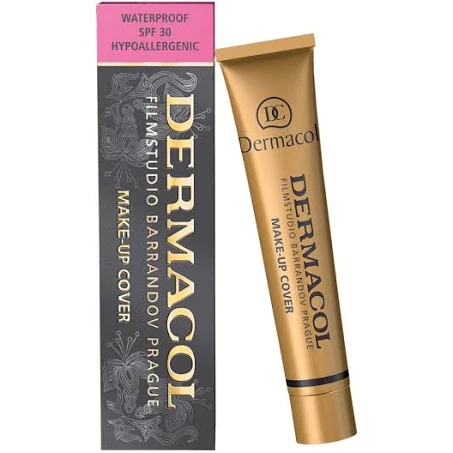 WATERPROOF
SPF 30
HYPOALLERGENIC
DERMACOL
FILMSTUDIO BARRANDOV PRAGUE
MAKE-UP COVER
DC
Dermacol
DERMACOL
FILMSTUDIO BARRANDOV PRAGUE
MAKE-UP COVER